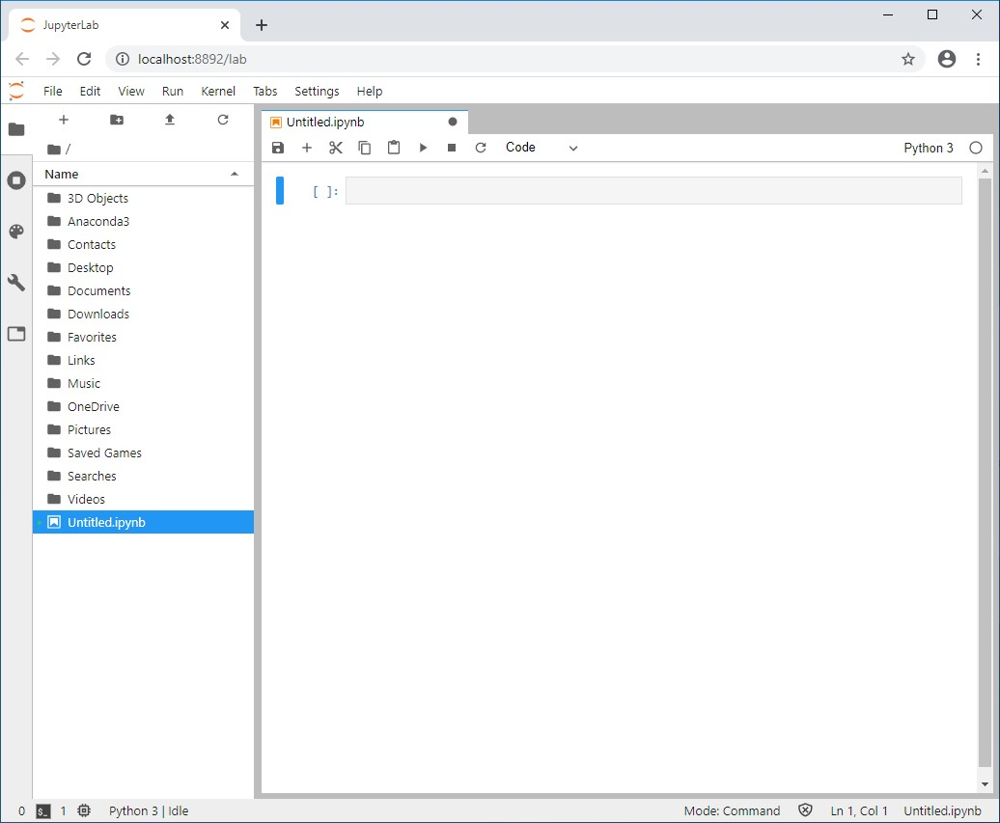 JupyterLab
localhost:8892/lab
File Edit View Run Kernel Tabs Settings Help
Untitled.ipynb
/
Code Python 3
Name
[ ]:
3D Objects
Anaconda3
Contacts
Desktop
Documents
Downloads
Favorites
Links
Music
OneDrive
Pictures
Saved Games
Searches
Videos
Untitled.ipynb
0 $_ 1 Python 3 | Idle Mode: Command Ln 1, Col 1 Untitled.ipynb